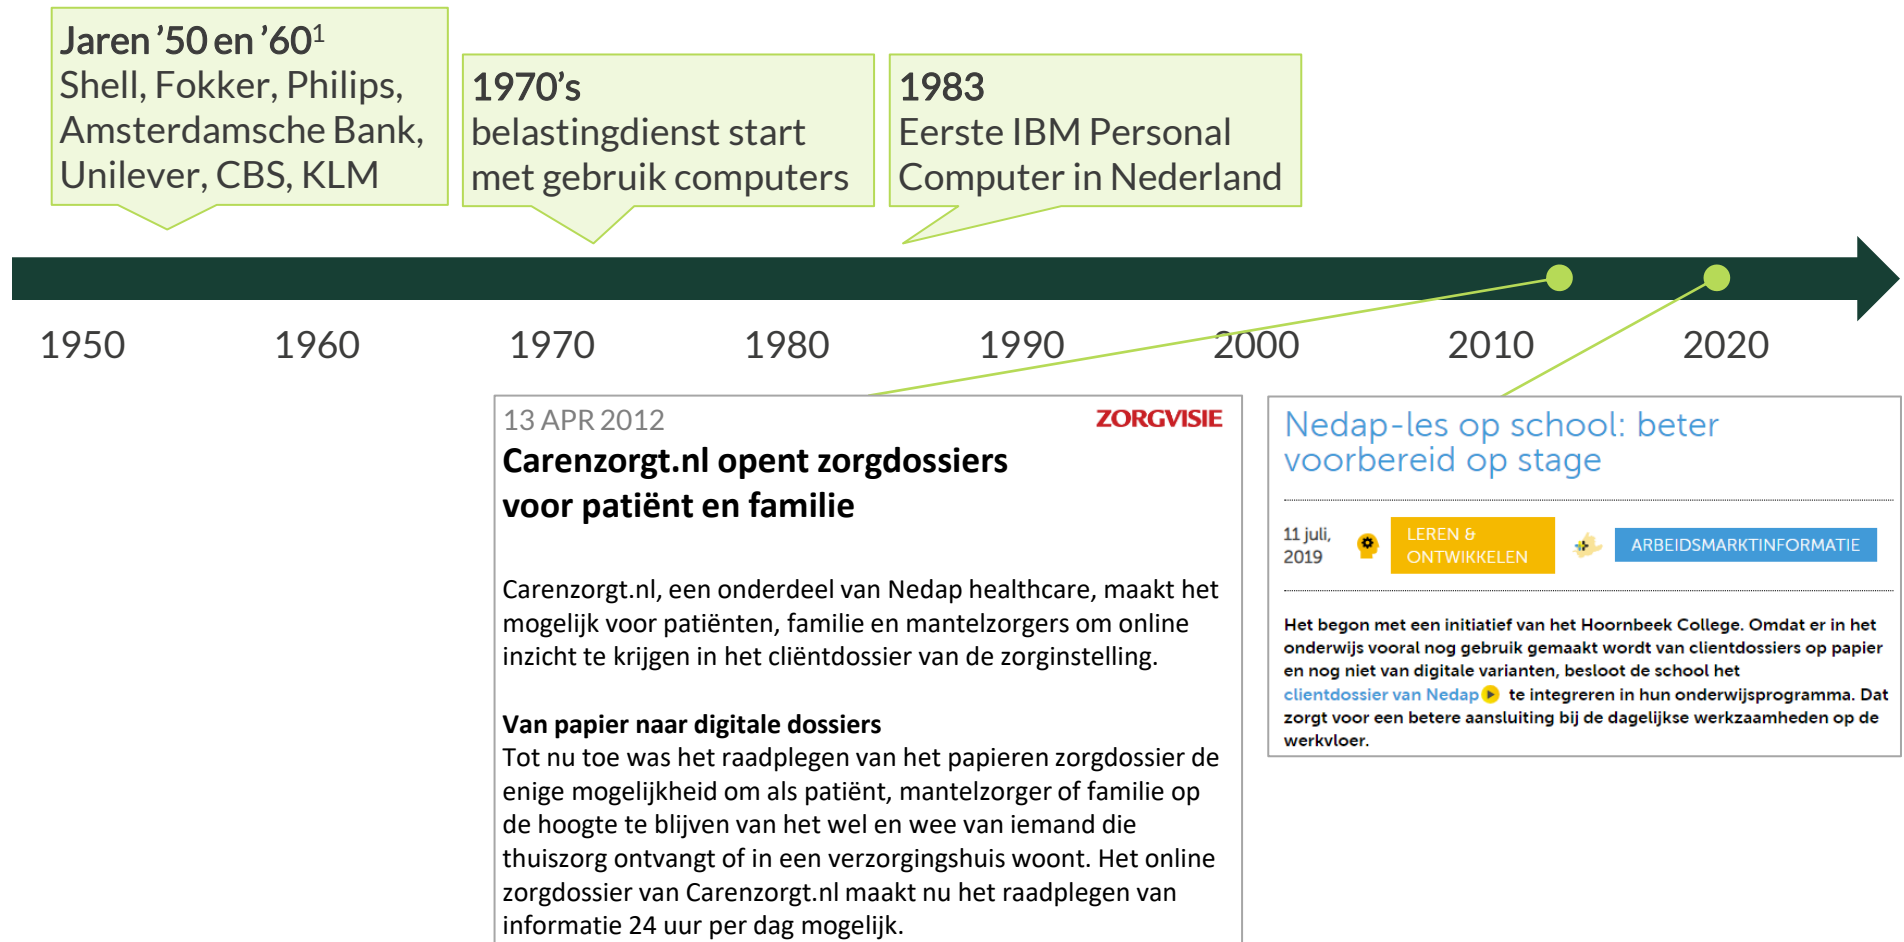 Jaren ’50 en ’60¹
Shell, Fokker, Philips,
Amsterdamsche Bank,
Unilever, CBS, KLM
1970’s
belastingdienst start
met gebruik computers
1983
Eerste IBM Personal
Computer in Nederland
1950 1960 1970 1980 1990 2000 2010 2020
13 APR 2012 ZORGVISIE
Carenzorgt.nl opent zorgdossiers
voor patiënt en familie
Carenzorgt.nl, een onderdeel van Nedap healthcare, maakt het
mogelijk voor patiënten, familie en mantelzorgers om online
inzicht te krijgen in het cliëntdossier van de zorginstelling.
Van papier naar digitale dossiers
Tot nu toe was het raadplegen van het papieren zorgdossier de
enige mogelijkheid om als patiënt, mantelzorger of familie op
de hoogte te blijven van het wel en wee van iemand die
thuiszorg ontvangt of in een verzorgingshuis woont. Het online
zorgdossier van Carenzorgt.nl maakt nu het raadplegen van
informatie 24 uur per dag mogelijk.
Nedap-les op school: beter
voorbereid op stage
11 juli,
2019
LEREN &
ONTWIKKELEN
ARBEIDSMARKTINFORMATIE
Het begon met een initiatief van het Hoornbeek College. Omdat er in het
onderwijs vooral nog gebruik gemaakt wordt van clientdossiers op papier
en nog niet van digitale varianten, besloot de school het
clientdossier van Nedap te integreren in hun onderwijsprogramma. Dat
zorgt voor een betere aansluiting bij de dagelijkse werkzaamheden op de
werkvloer.